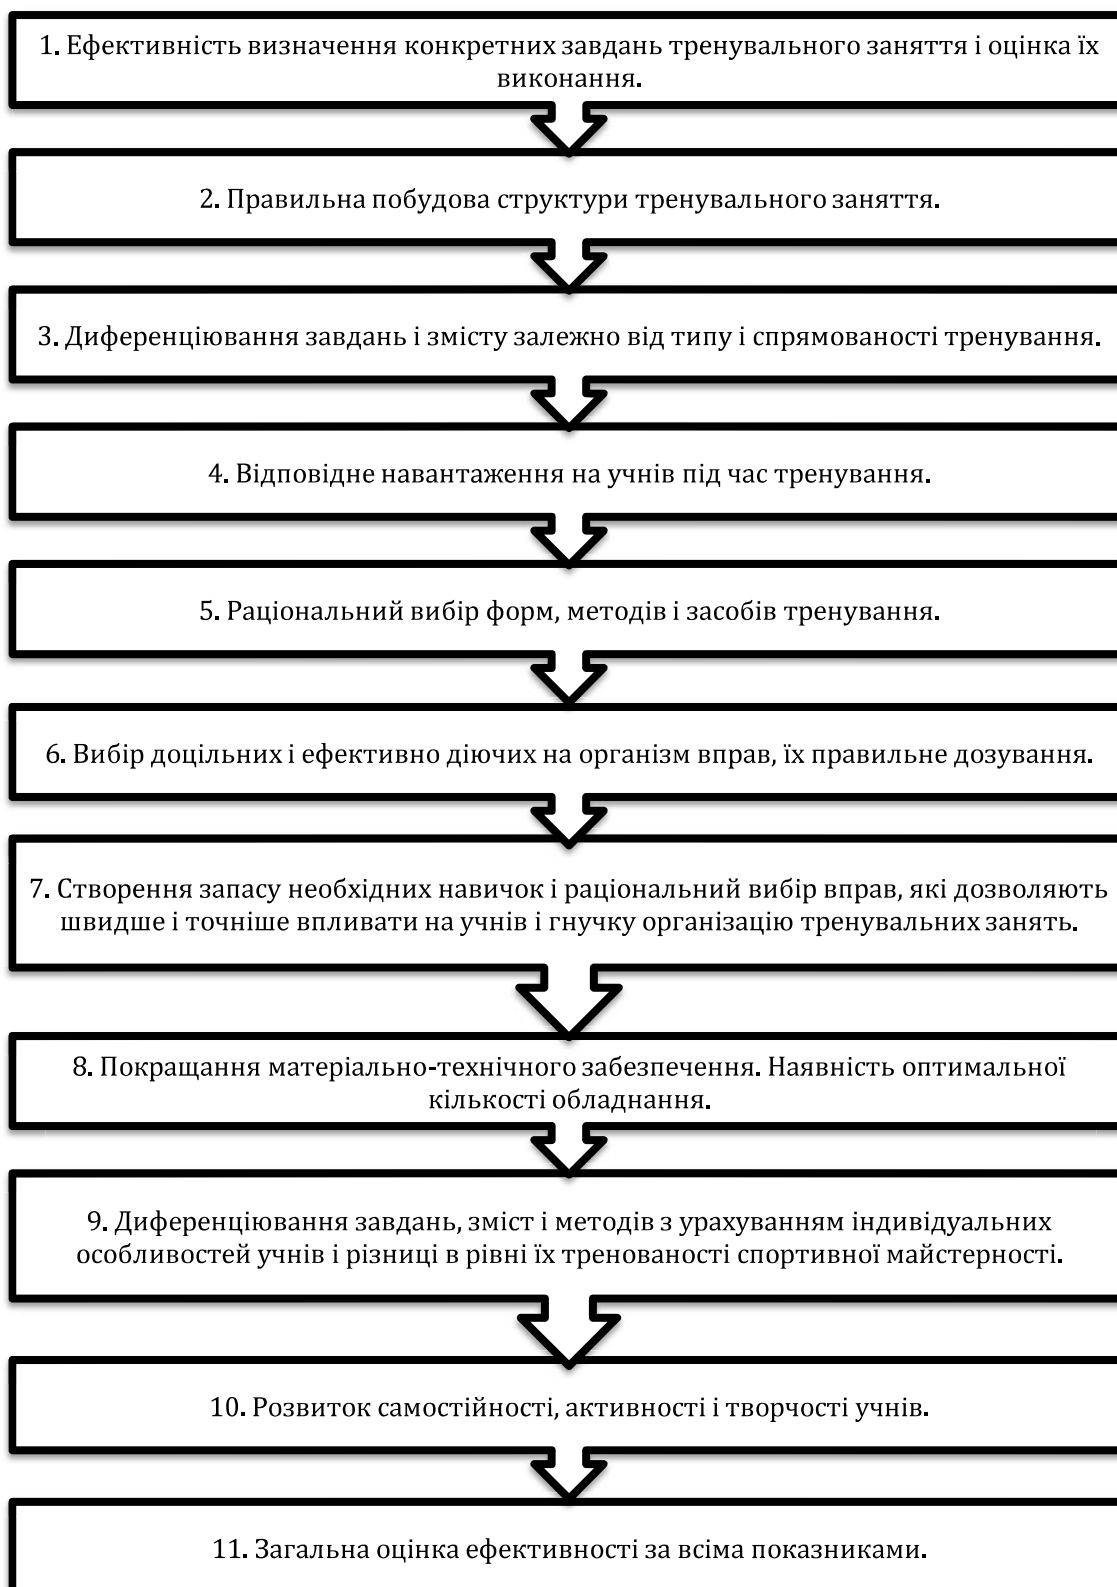 1. Ефективність визначення конкретних завдань тренувального заняття і оцінка їх
виконання.
2. Правильна побудова структури тренувального заняття.
3. Диференціювання завдань і змісту залежно від типу і спрямованості тренування.
4. Відповідне навантаження на учнів під час тренування.
5. Раціональний вибір форм, методів і засобів тренування.
6. Вибір доцільних і ефективно діючих на організм вправ, їх правильне дозування.
7. Створення запасу необхідних навичок і раціональний вибір вправ, які дозволяють
швидше і точніше впливати на учнів і гнучку організацію тренувальних занять.
8. Покращання матеріально-технічного забезпечення. Наявність оптимальної
кількості обладнання.
9. Диференціювання завдань, зміст і методів з урахуванням індивідуальних
особливостей учнів і різниці в рівні їх тренованості спортивної майстерності.
10. Розвиток самостійності, активності і творчості учнів.
11. Загальна оцінка ефективності за всіма показниками.